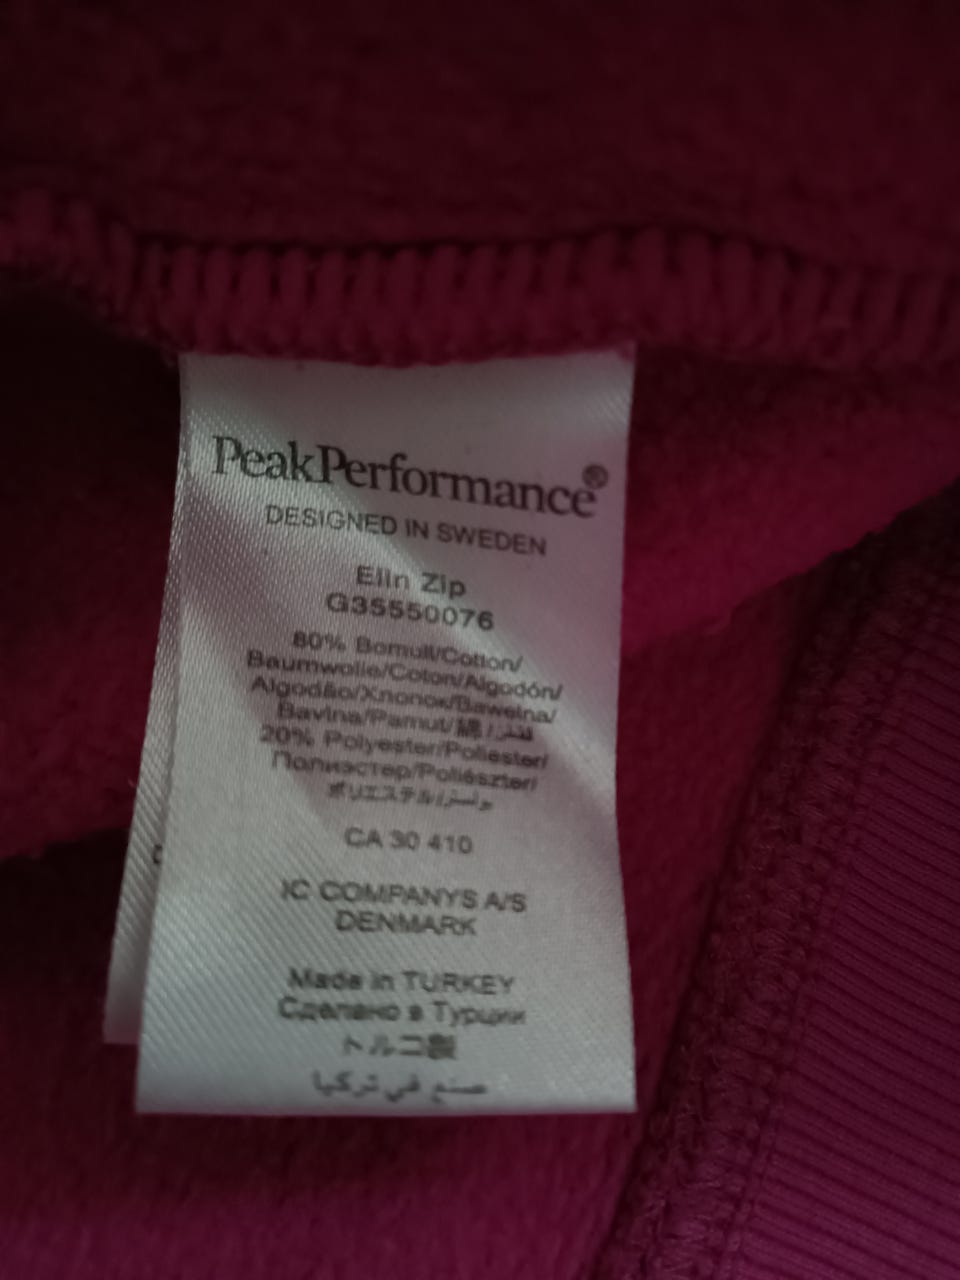 PeakPerformance®
DESIGNED IN SWEDEN
Elin Zip
G35550076
80% Bomull/Cotton/
Baumwolle/Coton/Algodón/
Algodão/Хлопок/Bawełna/
Bavlna/Pamut/綿/قطن/
20% Polyester/Poliester/
Полиэстер/Poliészter/
ポリエステル/بوليستر
CA 30 410
IC COMPANYS A/S
DENMARK
Made in TURKEY
Сделано в Турции
トルコ製
صنع في تركيا